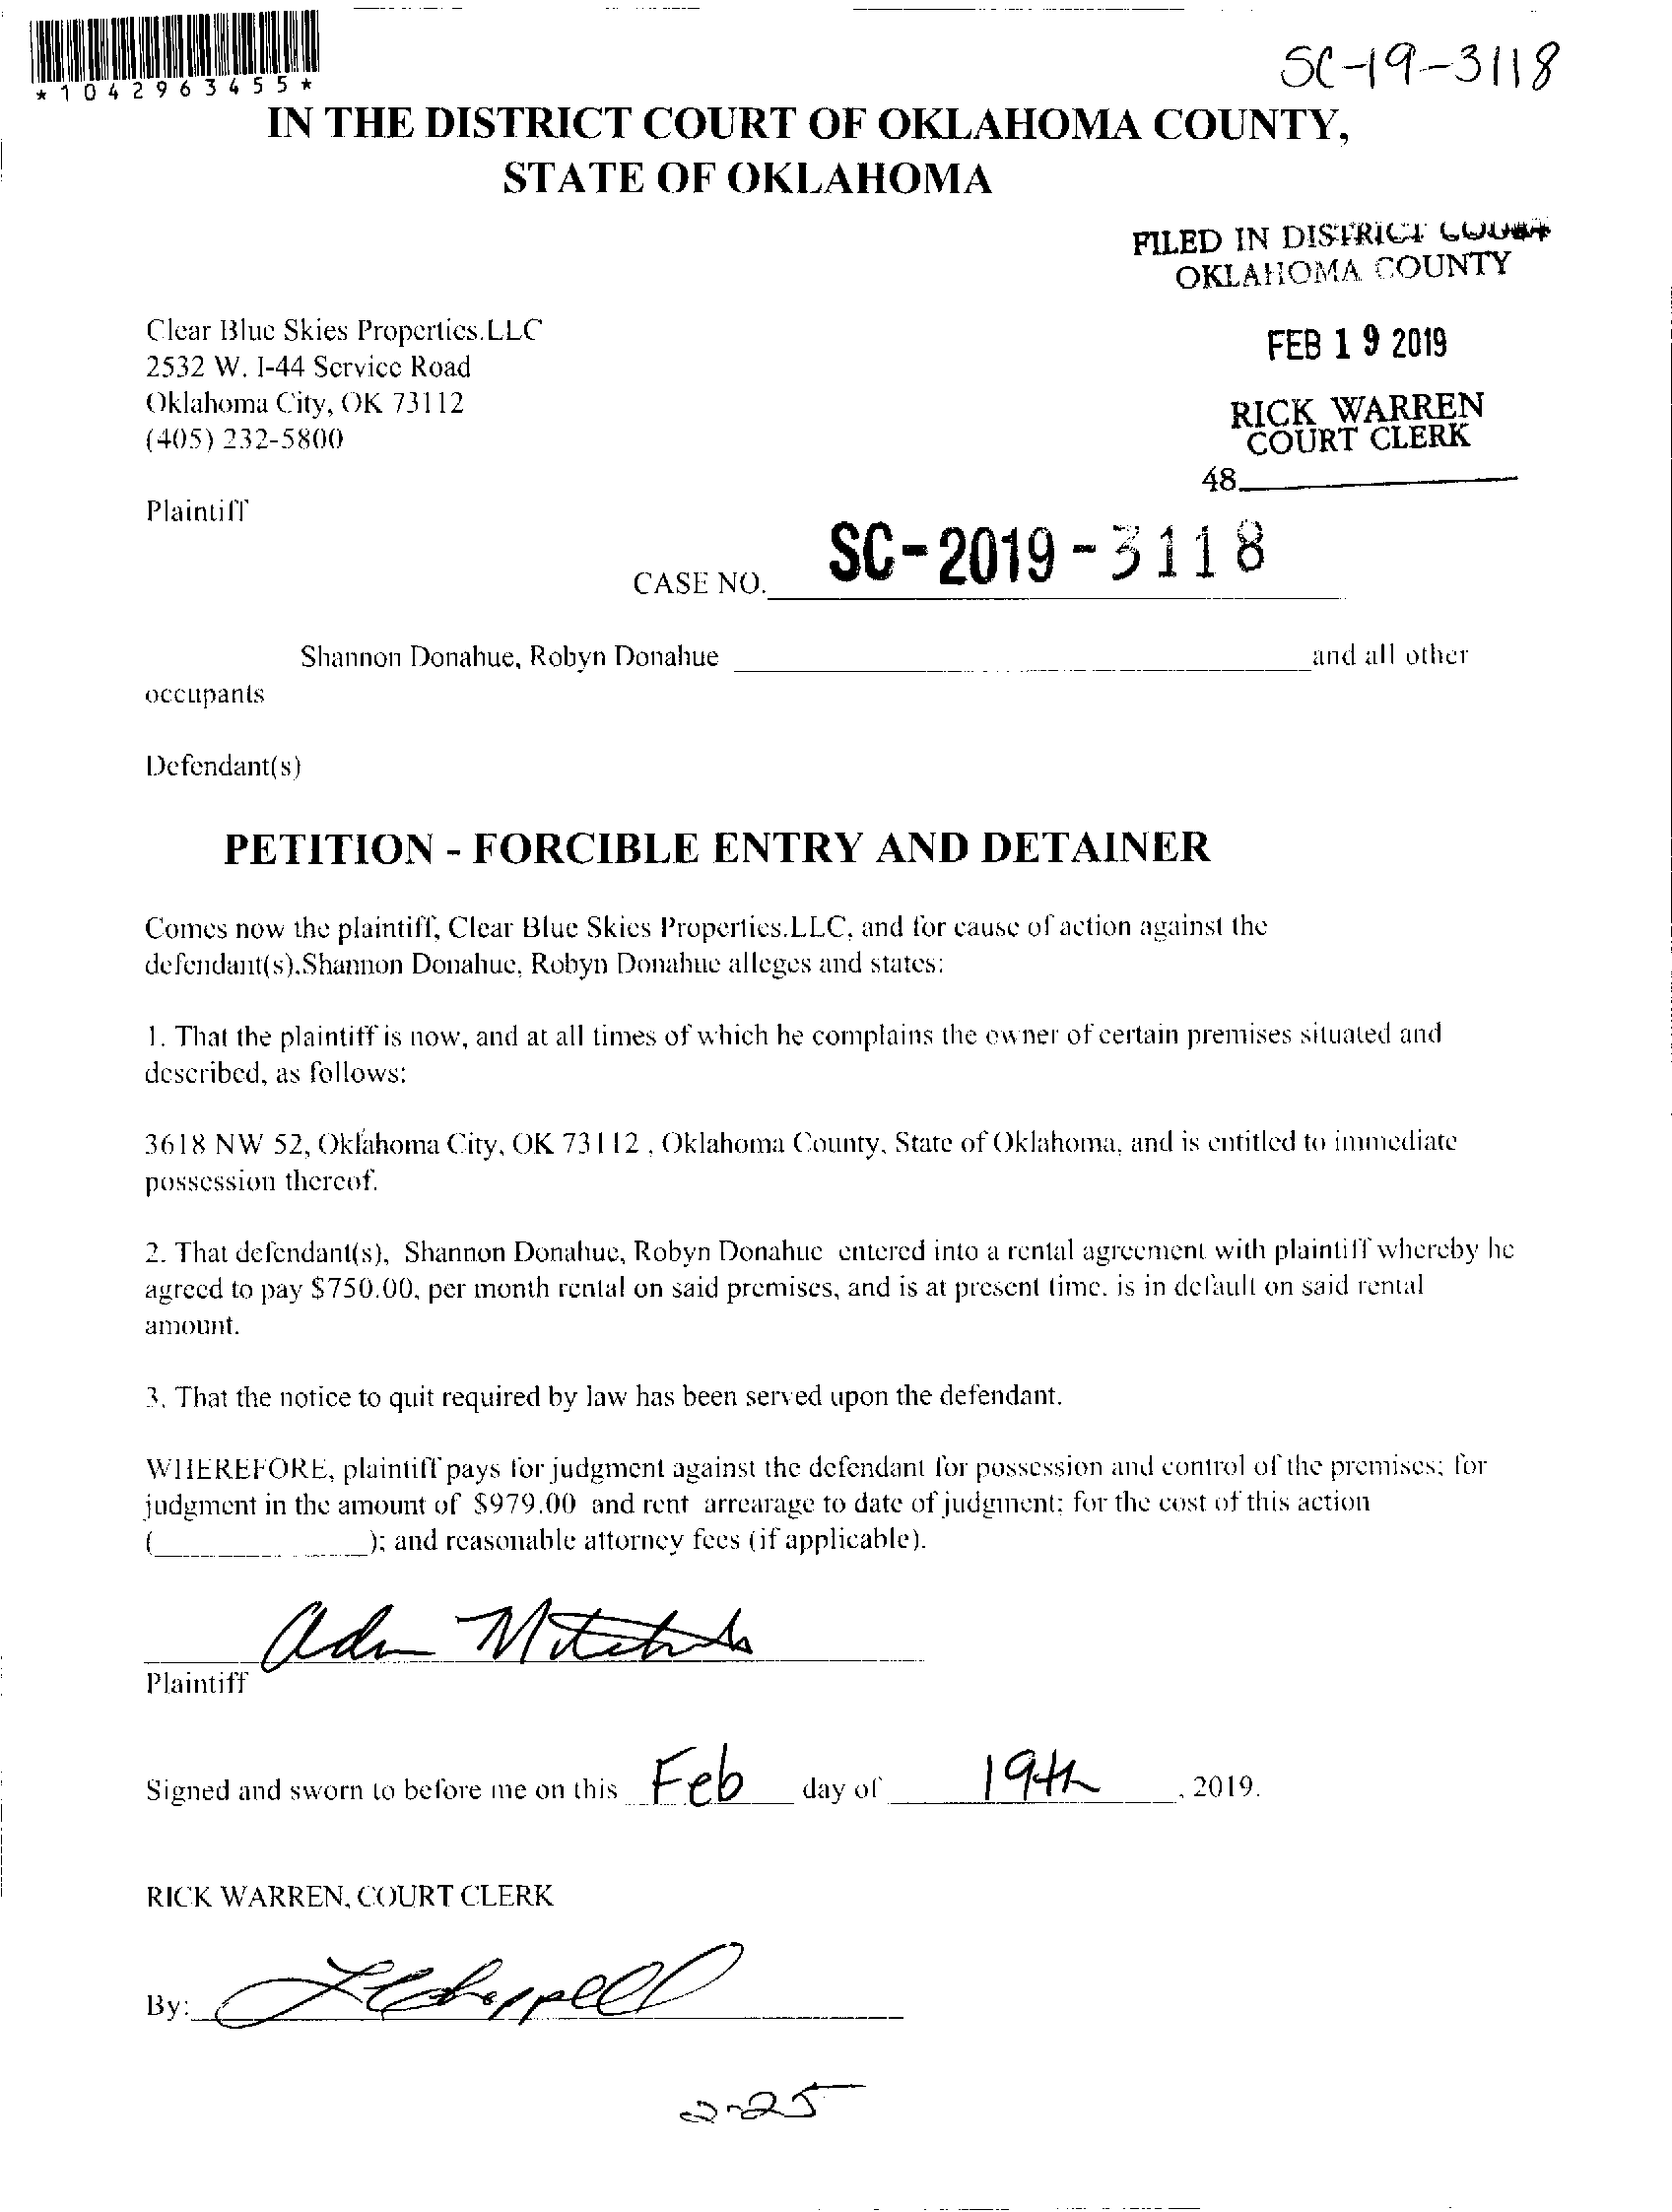 *1042963455*
SC-19-3118
IN THE DISTRICT COURT OF OKLAHOMA COUNTY,
STATE OF OKLAHOMA
FILED IN DISTRICT COURT
OKLAHOMA COUNTY
FEB 19 2019
RICK WARREN
COURT CLERK
48
Clear Blue Skies Properties.LLC
2532 W. I-44 Service Road
Oklahoma City, OK 73112
(405) 232-5800
Plaintiff
CASE NO. SC-2019-3118
Shannon Donahue, Robyn Donahue and all other
occupants
Defendant(s)
PETITION - FORCIBLE ENTRY AND DETAINER
Comes now the plaintiff, Clear Blue Skies Properties.LLC, and for cause of action against the
defendant(s).Shannon Donahue, Robyn Donahue alleges and states:
1. That the plaintiff is now, and at all times of which he complains the owner of certain premises situated and
described, as follows:
3618 NW 52, Oklahoma City, OK 73112 , Oklahoma County, State of Oklahoma, and is entitled to immediate
possession thereof.
2. That defendant(s), Shannon Donahue, Robyn Donahue entered into a rental agreement with plaintiff whereby he
agreed to pay $750.00, per month rental on said premises, and is at present time. is in default on said rental
amount.
3. That the notice to quit required by law has been served upon the defendant.
WHEREFORE, plaintiff pays for judgment against the defendant for possession and control of the premises; for
judgment in the amount of $979.00 and rent arrearage to date of judgment; for the cost of this action
(_______________); and reasonable attorney fees (if applicable).
Plaintiff
Signed and sworn to before me on this Feb day of 19th, 2019.
RICK WARREN, COURT CLERK
By:
2-25